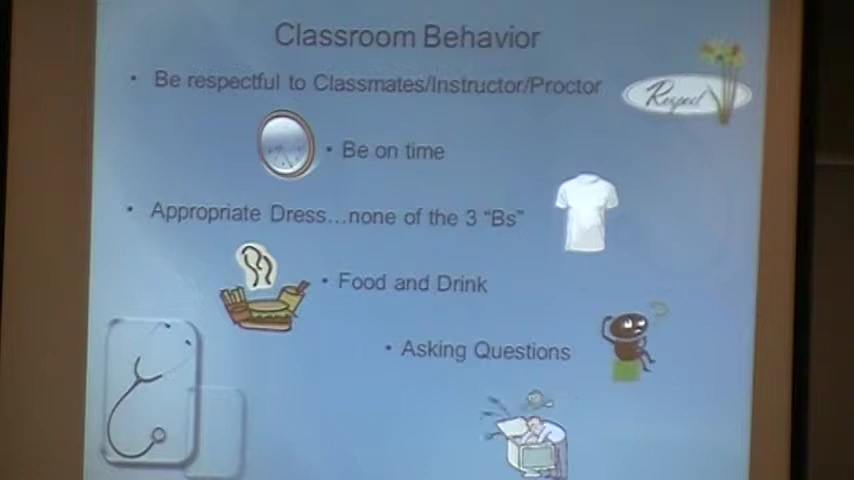 Classroom Behavior
• Be respectful to Classmates/Instructor/Proctor
Respect
• Be on time
• Appropriate Dress...none of the 3 “Bs”
• Food and Drink
• Asking Questions